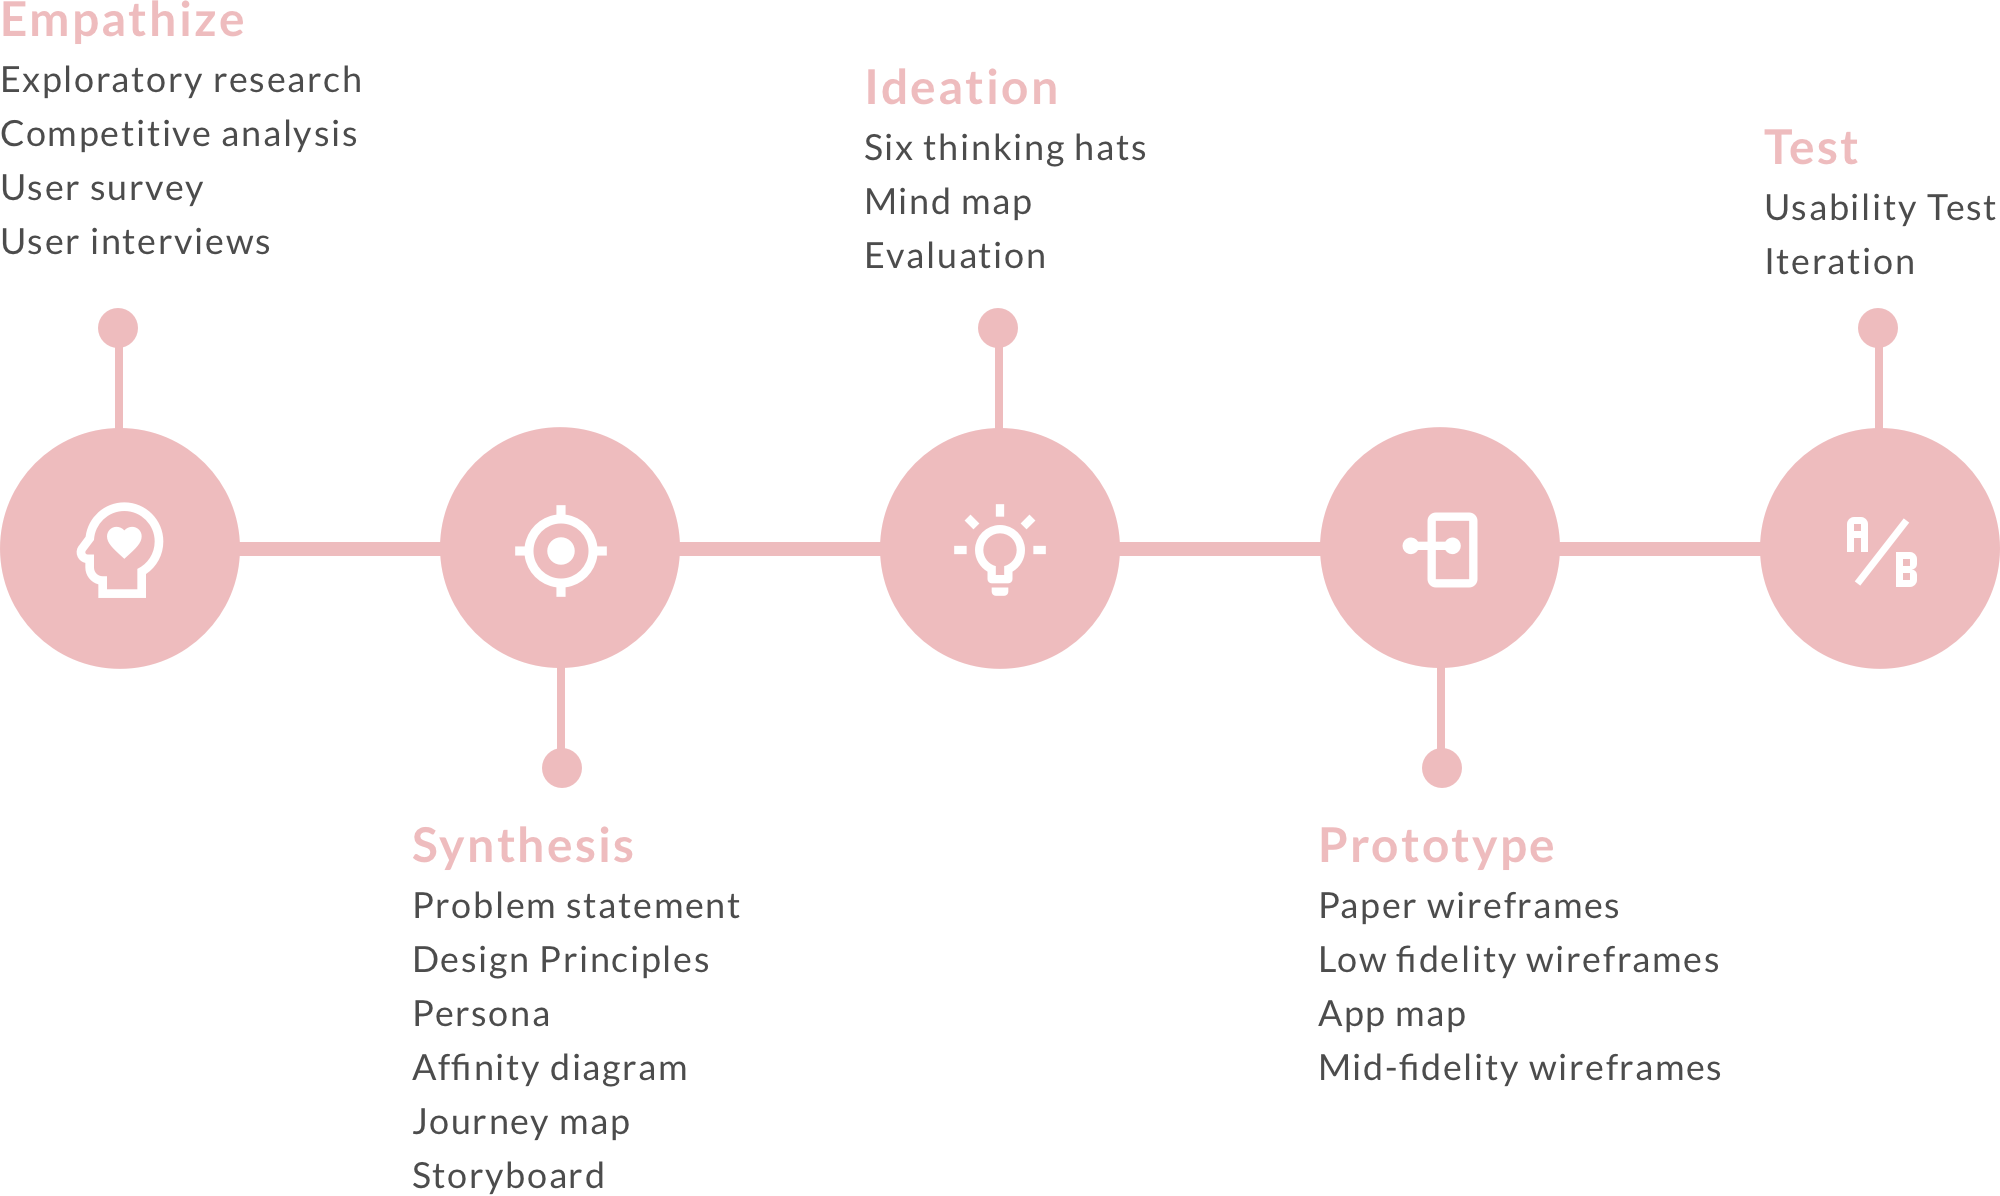 Empathize
Exploratory research
Competitive analysis
User survey
User interviews
Synthesis
Problem statement
Design Principles
Persona
Affinity diagram
Journey map
Storyboard
Ideation
Six thinking hats
Mind map
Evaluation
Prototype
Paper wireframes
Low fidelity wireframes
App map
Mid-fidelity wireframes
Test
Usability Test
Iteration
A/B